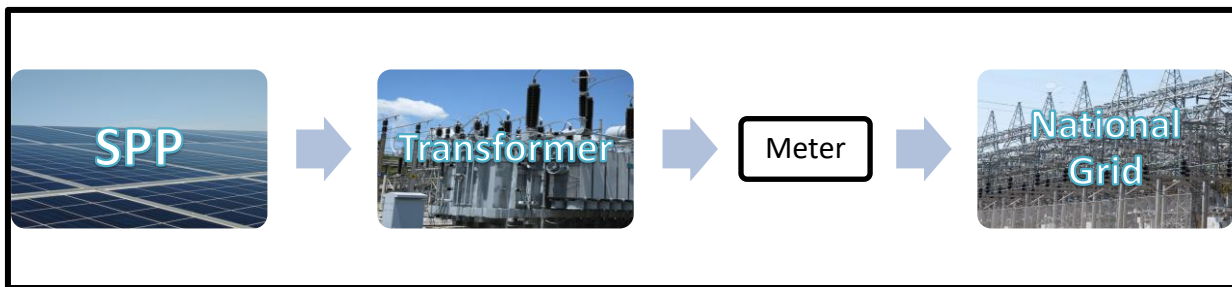 SPP
Transformer
Meter
National
Grid